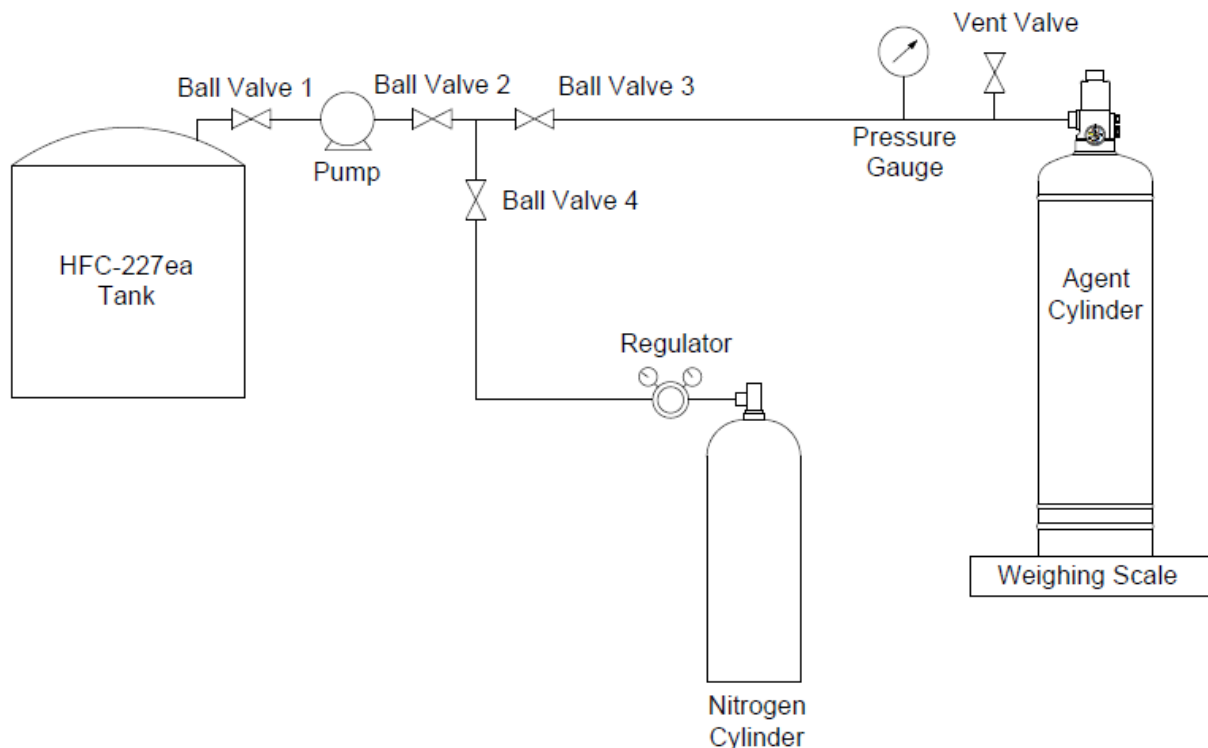 Vent Valve
Ball Valve 1
Ball Valve 2
Ball Valve 3
Pump
Pressure
Gauge
Ball Valve 4
HFC-227ea
Tank
Agent
Cylinder
Regulator
Weighing Scale
Nitrogen
Cylinder